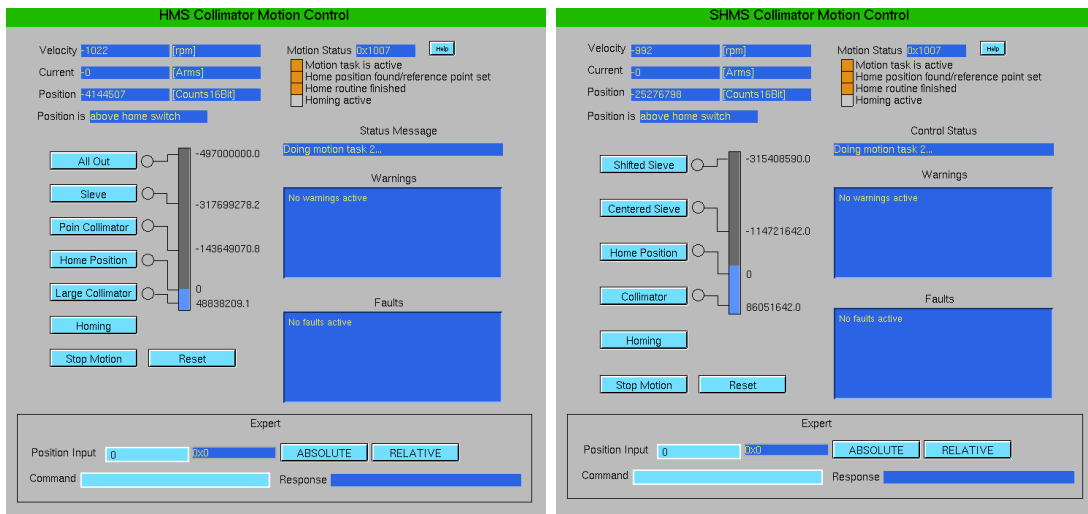 HMS Collimator Motion Control
Velocity -1022 [rpm] Motion Status 0x1007 Help
Motion task is active
Current -0 [Arms] Home position found/reference point set
Home routine finished
Position -4144507 [Counts16Bit] Homing active
Position is above home switch
Status Message
All Out -497000000.0 Doing motion task 2...
Warnings
Sleve -317699278.2 No warnings active
Poin Collimator
-143649070.8
Home Position
0
Large Collimator 48838209.1
Faults
Homing No faults active
Stop Motion Reset
Expert
Position Input 0 0x0 ABSOLUTE RELATIVE
Command Response
SHMS Collimator Motion Control
Velocity -992 [rpm] Motion Status 0x1007 Help
Motion task is active
Current -0 [Arms] Home position found/reference point set
Home routine finished
Position -25276798 [Counts16Bit] Homing active
Position is above home switch
Control Status
Doing motion task 2...
Shifted Sieve -315408590.0
Warnings
No warnings active
Centered Sieve
-114721642.0
Home Position
0
Collimator 86051642.0
Faults
No faults active
Homing
Stop Motion Reset
Expert
Position Input 0 0x0 ABSOLUTE RELATIVE
Command Response